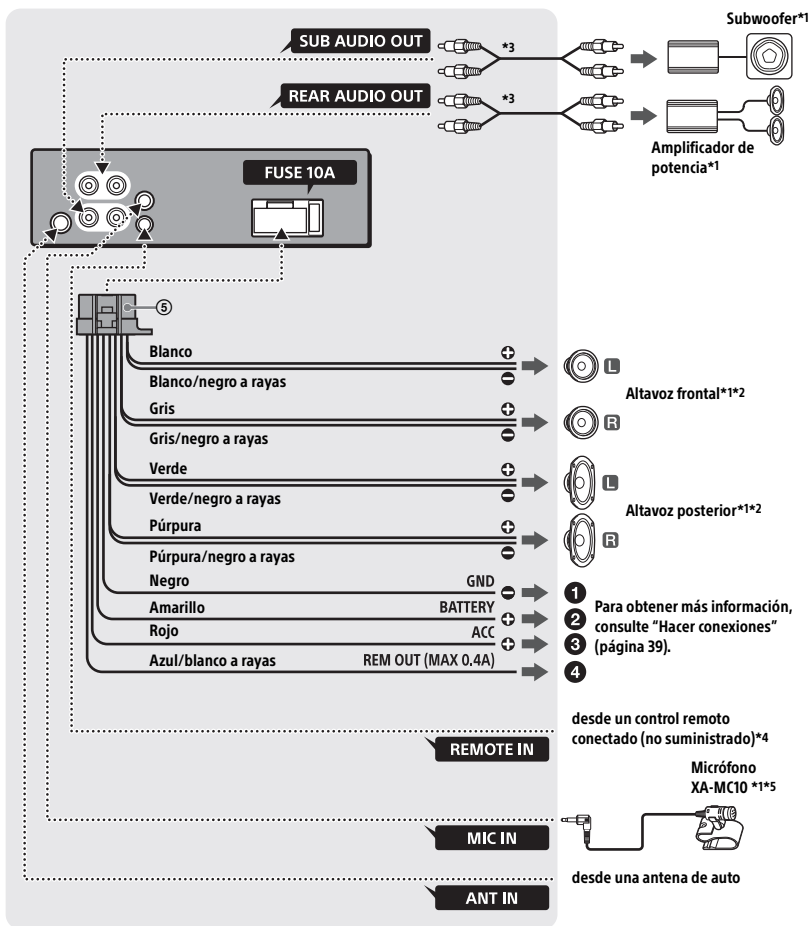 Subwoofer*1
SUB AUDIO OUT
*3
REAR AUDIO OUT
*3
Amplificador de
potencia*1
FUSE 10A
5
Blanco
Blanco/negro a rayas
L
Altavoz frontal*1*2
Gris
Gris/negro a rayas
R
Verde
Verde/negro a rayas
L
Altavoz posterior*1*2
Púrpura
Púrpura/negro a rayas
R
Negro GND 1
Amarillo BATTERY 2
Rojo ACC 3
Azul/blanco a rayas REM OUT (MAX 0.4A) 4
Para obtener más información,
consulte "Hacer conexiones"
(página 39).
desde un control remoto
conectado (no suministrado)*4
REMOTE IN
Micrófono
XA-MC10 *1*5
MIC IN
desde una antena de auto
ANT IN